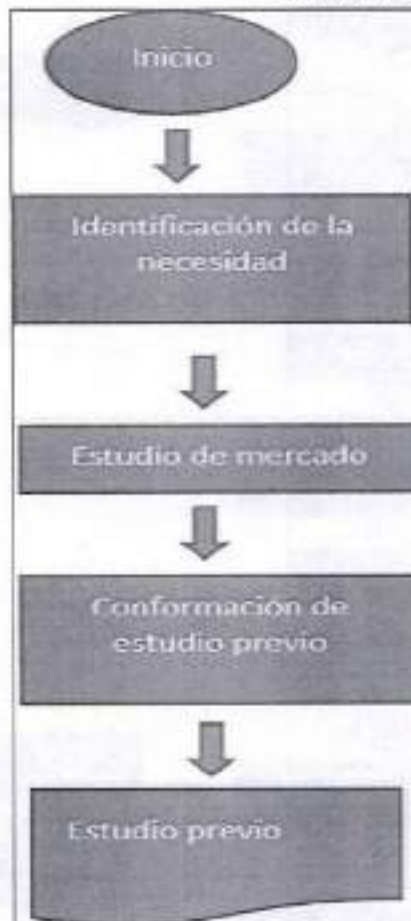 Inicio
Identificación de la
necesidad
Estudio de mercado
Conformación de
estudio previo
Estudio previo